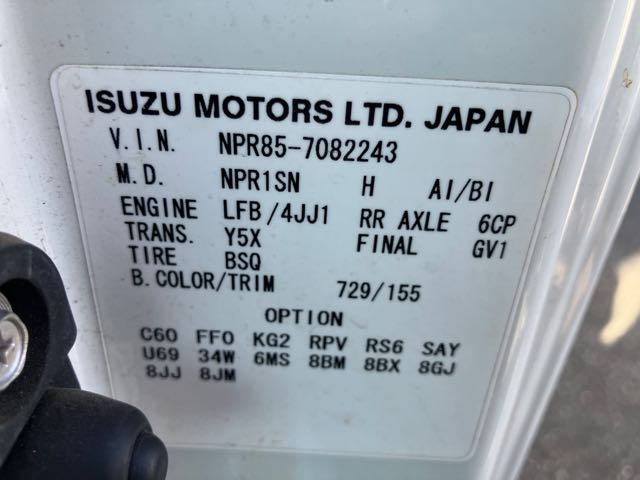 ISUZU MOTORS LTD. JAPAN
V.I.N. NPR85-7082243
M.D. NPR1SN H AI/BI
ENGINE LFB/4JJ1 RR AXLE 6CP
TRANS. Y5X FINAL GV1
TIRE BSQ
B.COLOR/TRIM 729/155
OPTION
C60 FF0 KG2 RPV RS6 SAY
U69 34W 6MS 8BM 8BX 8GJ
8JJ 8JM